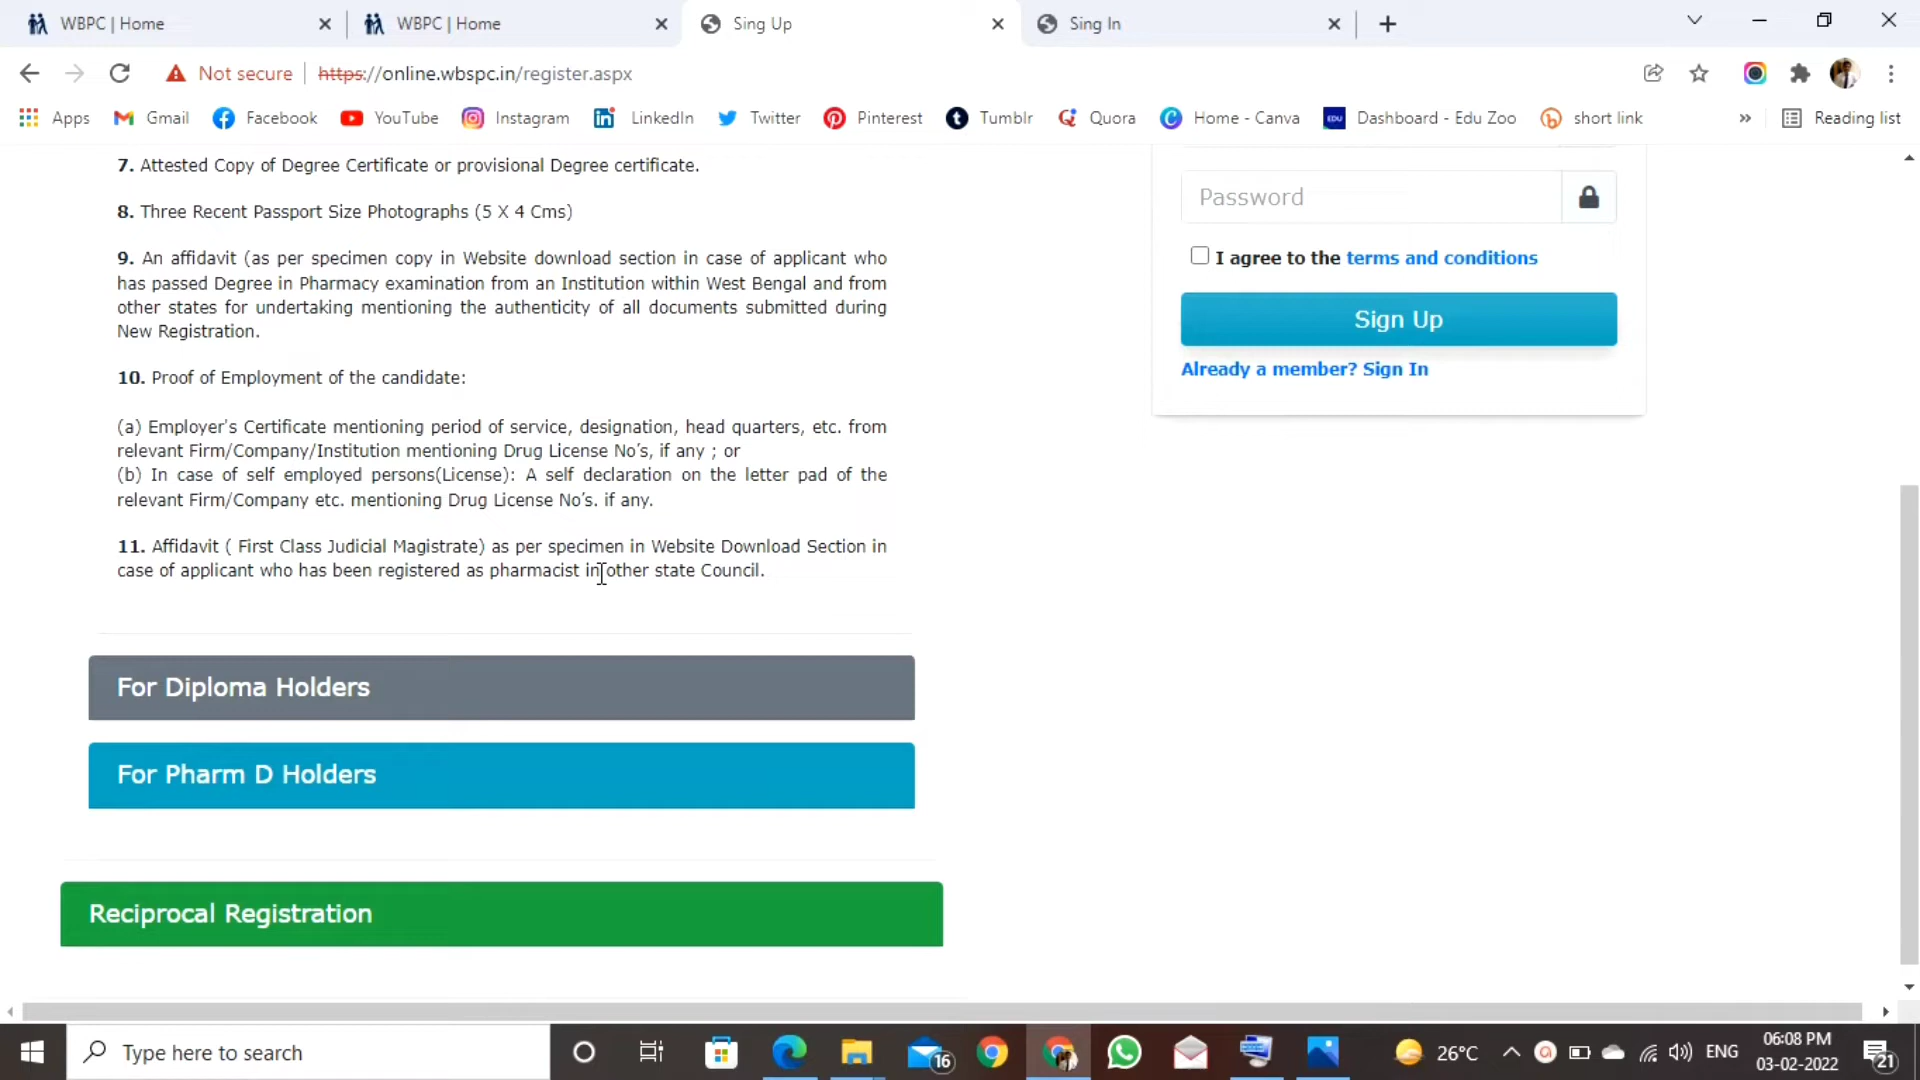 WBPC | Home
WBPC | Home
Sing Up
Sing In
Not secure
https://online.wbspc.in/register.aspx
Apps
Gmail
Facebook
YouTube
Instagram
LinkedIn
Twitter
Pinterest
Tumblr
Quora
Home - Canva
EDU
Dashboard - Edu Zoo
short link
»
Reading list
7. Attested Copy of Degree Certificate or provisional Degree certificate.
8. Three Recent Passport Size Photographs (5 X 4 Cms)
9. An affidavit (as per specimen copy in Website download section in case of applicant who
has passed Degree in Pharmacy examination from an Institution within West Bengal and from
other states for undertaking mentioning the authenticity of all documents submitted during
New Registration.
10. Proof of Employment of the candidate:
(a) Employer's Certificate mentioning period of service, designation, head quarters, etc. from
relevant Firm/Company/Institution mentioning Drug License No's, if any ; or
(b) In case of self employed persons(License): A self declaration on the letter pad of the
relevant Firm/Company etc. mentioning Drug License No's. if any.
11. Affidavit ( First Class Judicial Magistrate) as per specimen in Website Download Section in
case of applicant who has been registered as pharmacist in other state Council.
For Diploma Holders
For Pharm D Holders
Reciprocal Registration
Password
I agree to the terms and conditions
Sign Up
Already a member? Sign In
Type here to search
16
26°C
ENG
06:08 PM
03-02-2022
21